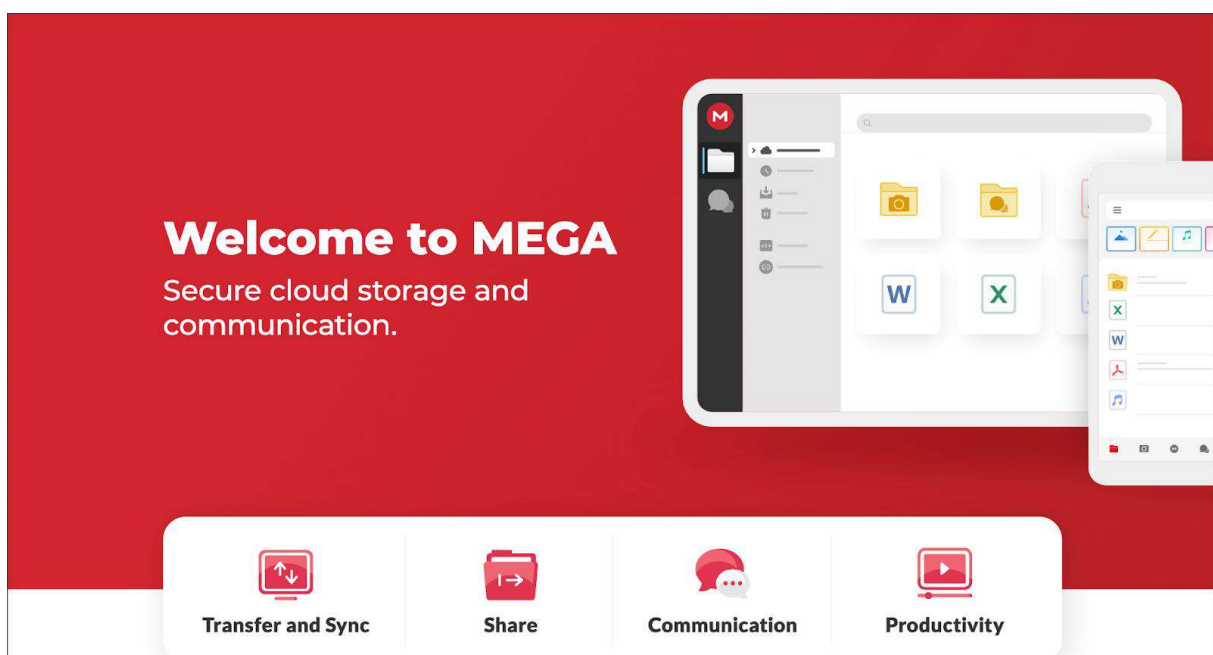 Welcome to MEGA
Secure cloud storage and
communication.
M
W
X
X
W
Transfer and Sync
Share
Communication
Productivity